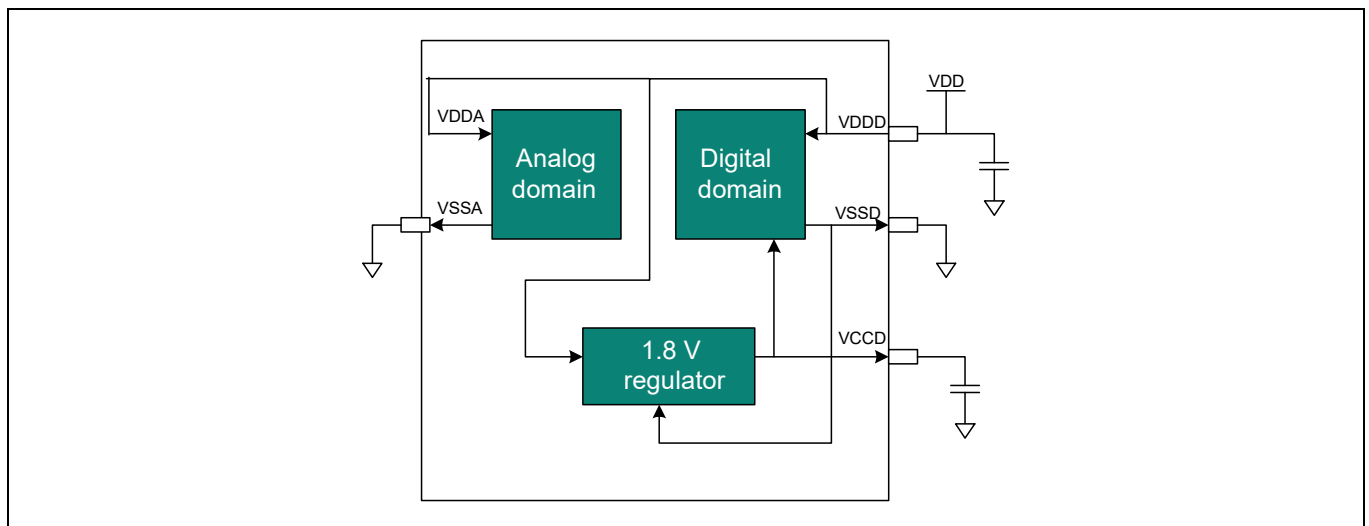 VDD
VDDA
VDDD
Analog
domain
Digital
domain
VSSA
VSSD
VCCD
1.8 V
regulator